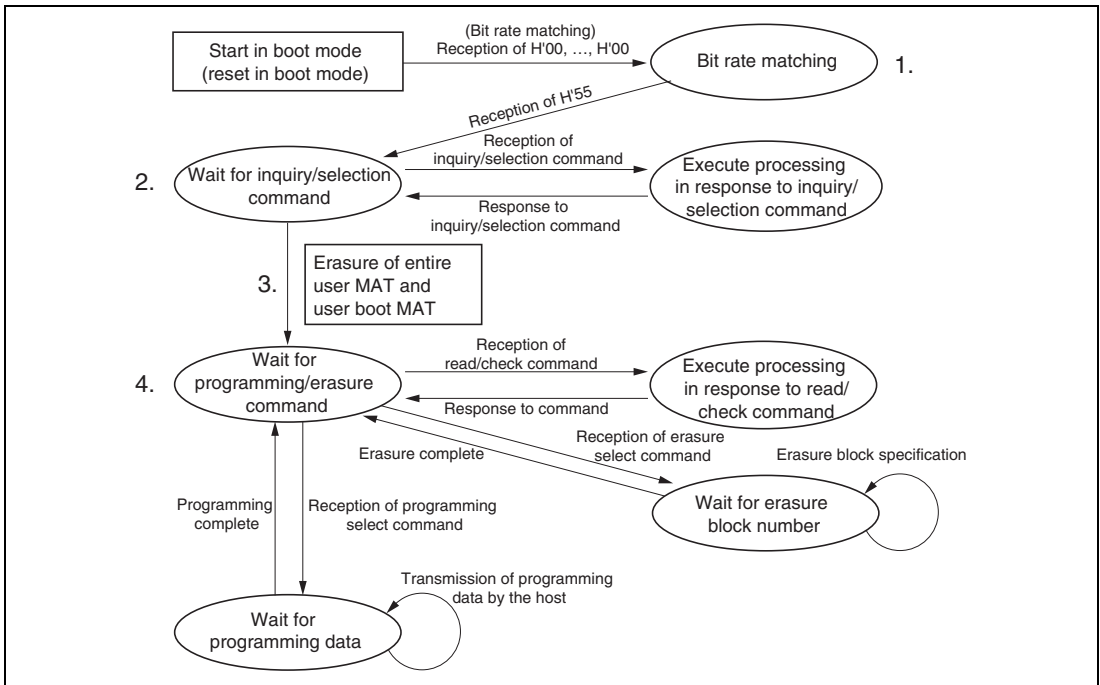 Start in boot mode
(reset in boot mode)
(Bit rate matching)
Reception of H'00, …, H'00
Bit rate matching
1.
Reception of H'55
2.
Wait for inquiry/selection
command
Reception of
inquiry/selection command
Response to
inquiry/selection command
Execute processing
in response to inquiry/
selection command
3.
Erasure of entire
user MAT and
user boot MAT
4.
Wait for
programming/erasure
command
Reception of
read/check command
Response to command
Execute processing
in response to read/
check command
Erasure complete
Reception of erasure
select command
Erasure block specification
Wait for erasure
block number
Programming
complete
Reception of programming
select command
Transmission of programming
data by the host
Wait for
programming data